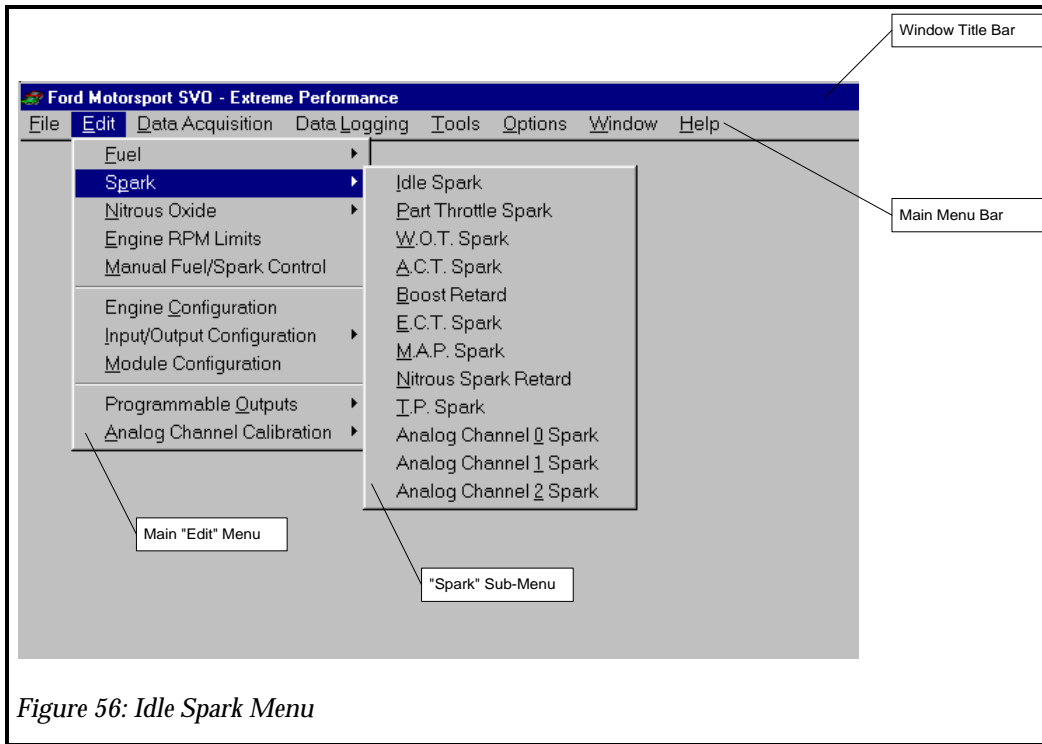 Window Title Bar
Ford Motorsport SVO - Extreme Performance
File Edit Data Acquisition Data Logging Tools Options Window Help
Fuel
Spark
Nitrous Oxide
Engine RPM Limits
Manual Fuel/Spark Control
Engine Configuration
Input/Output Configuration
Module Configuration
Programmable Outputs
Analog Channel Calibration
Idle Spark
Part Throttle Spark
W.O.T. Spark
A.C.T. Spark
Boost Retard
E.C.T. Spark
M.A.P. Spark
Nitrous Spark Retard
T.P. Spark
Analog Channel 0 Spark
Analog Channel 1 Spark
Analog Channel 2 Spark
Main Menu Bar
Main "Edit" Menu
"Spark" Sub-Menu
Figure 56: Idle Spark Menu